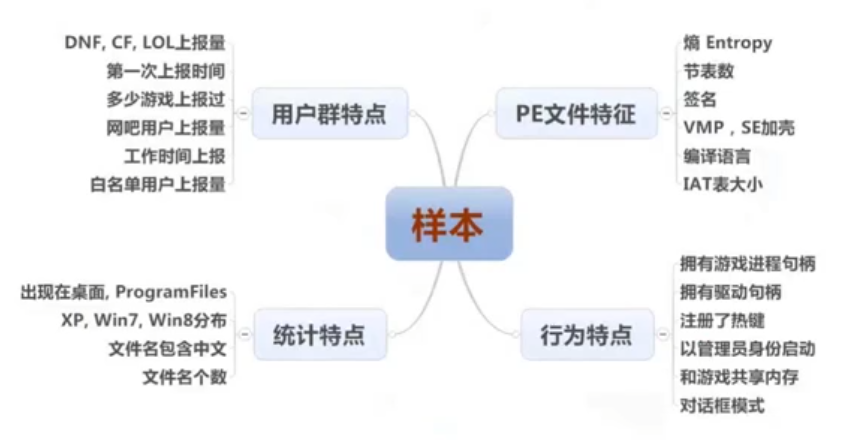 DNF, CF, LOL上报量
第一次上报时间
多少游戏上报过
网吧用户上报量
工作时间上报
白名单用户上报量
用户群特点
PE文件特征
熵 Entropy
节表数
签名
VMP，SE加壳
编译语言
IAT表大小
样本
出现在桌面, ProgramFiles
XP, Win7, Win8分布
文件名包含中文
文件名个数
统计特点
行为特点
拥有游戏进程句柄
拥有驱动句柄
注册了热键
以管理员身份启动
和游戏共享内存
对话框模式